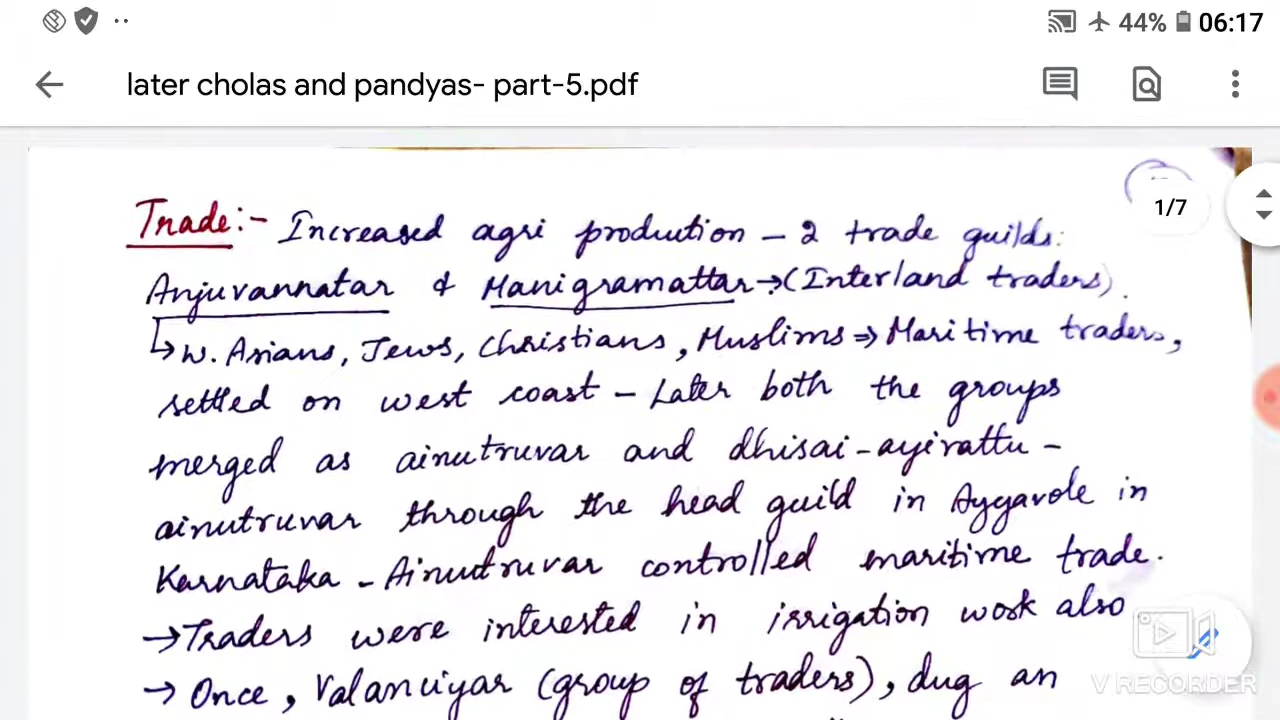 44% 06:17
later cholas and pandyas- part-5.pdf
1/7
Trade:- Increased agri prodution - 2 trade guilds:
Anjuvannatar & Manigramattar → (Interland traders).
↳ W. Asians, Jews, Christians, Muslims ⇒ Maritime traders,
settled on west coast - Later both the groups
merged as ainutruvar and dhisai-ayirattu-
ainutruvar through the head guild in Ayyavole in
Karnataka - Ainutruvar controlled maritime trade.
→ Traders were interested in irrigation work also
→ Once, Valanciyar (group of traders), dug an
V RECORDER